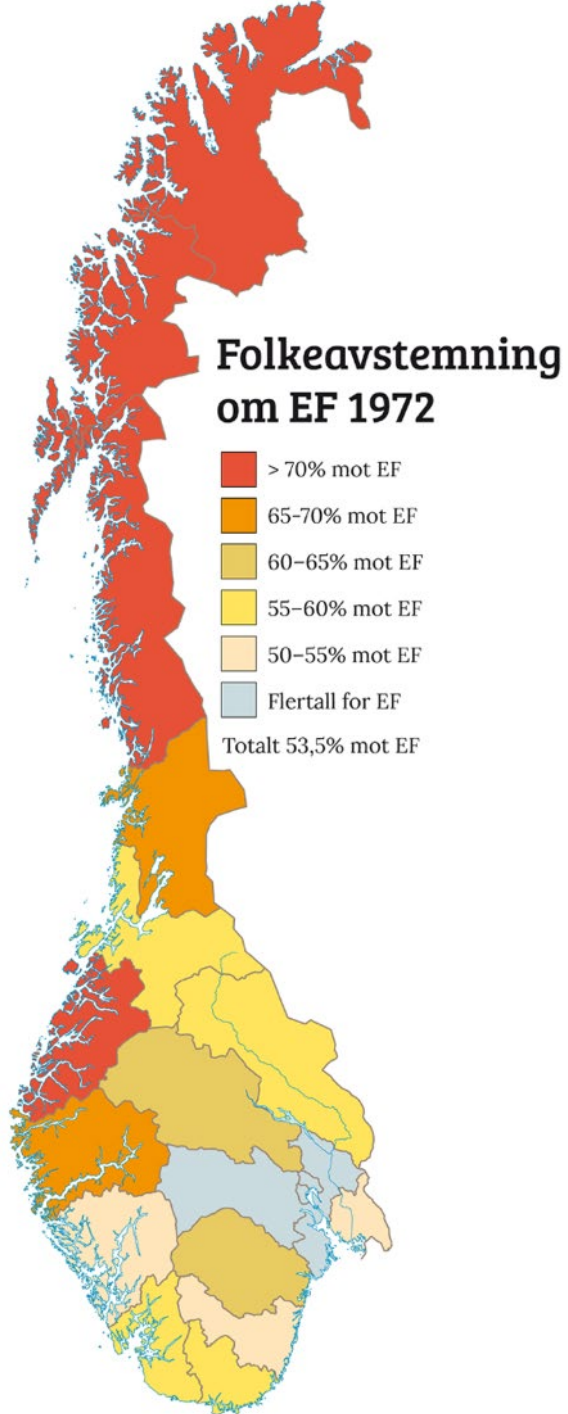 Folkeavstemning
om EF 1972
> 70% mot EF
65-70% mot EF
60–65% mot EF
55–60% mot EF
50–55% mot EF
Flertall for EF
Totalt 53,5% mot EF